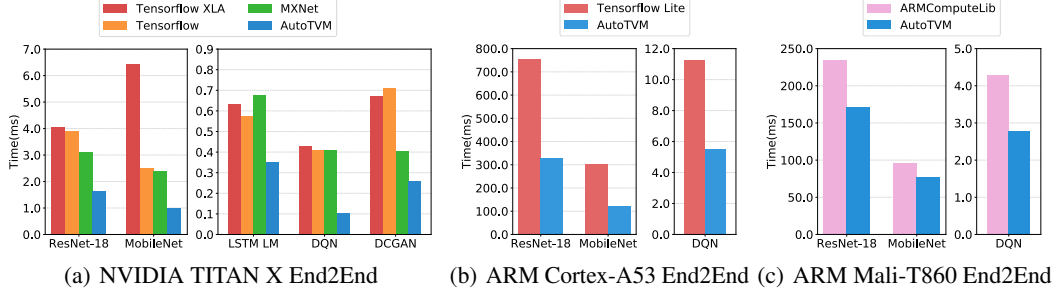 Tensorflow XLA
Tensorflow
MXNet
AutoTVM
Time(ms)
7.0
6.0
5.0
4.0
3.0
2.0
1.0
0.0
ResNet-18 MobileNet
0.9
0.8
0.7
0.6
0.5
0.4
0.3
0.2
0.1
0.0
LSTM LM DQN DCGAN
(a) NVIDIA TITAN X End2End
Tensorflow Lite
AutoTVM
Time(ms)
800.0
700.0
600.0
500.0
400.0
300.0
200.0
100.0
0.0
ResNet-18 MobileNet
12.0
10.0
8.0
6.0
4.0
2.0
0.0
DQN
(b) ARM Cortex-A53 End2End
ARMComputeLib
AutoTVM
Time(ms)
250.0
200.0
150.0
100.0
50.0
0.0
ResNet-18 MobileNet
5.0
4.0
3.0
2.0
1.0
0.0
DQN
(c) ARM Mali-T860 End2End